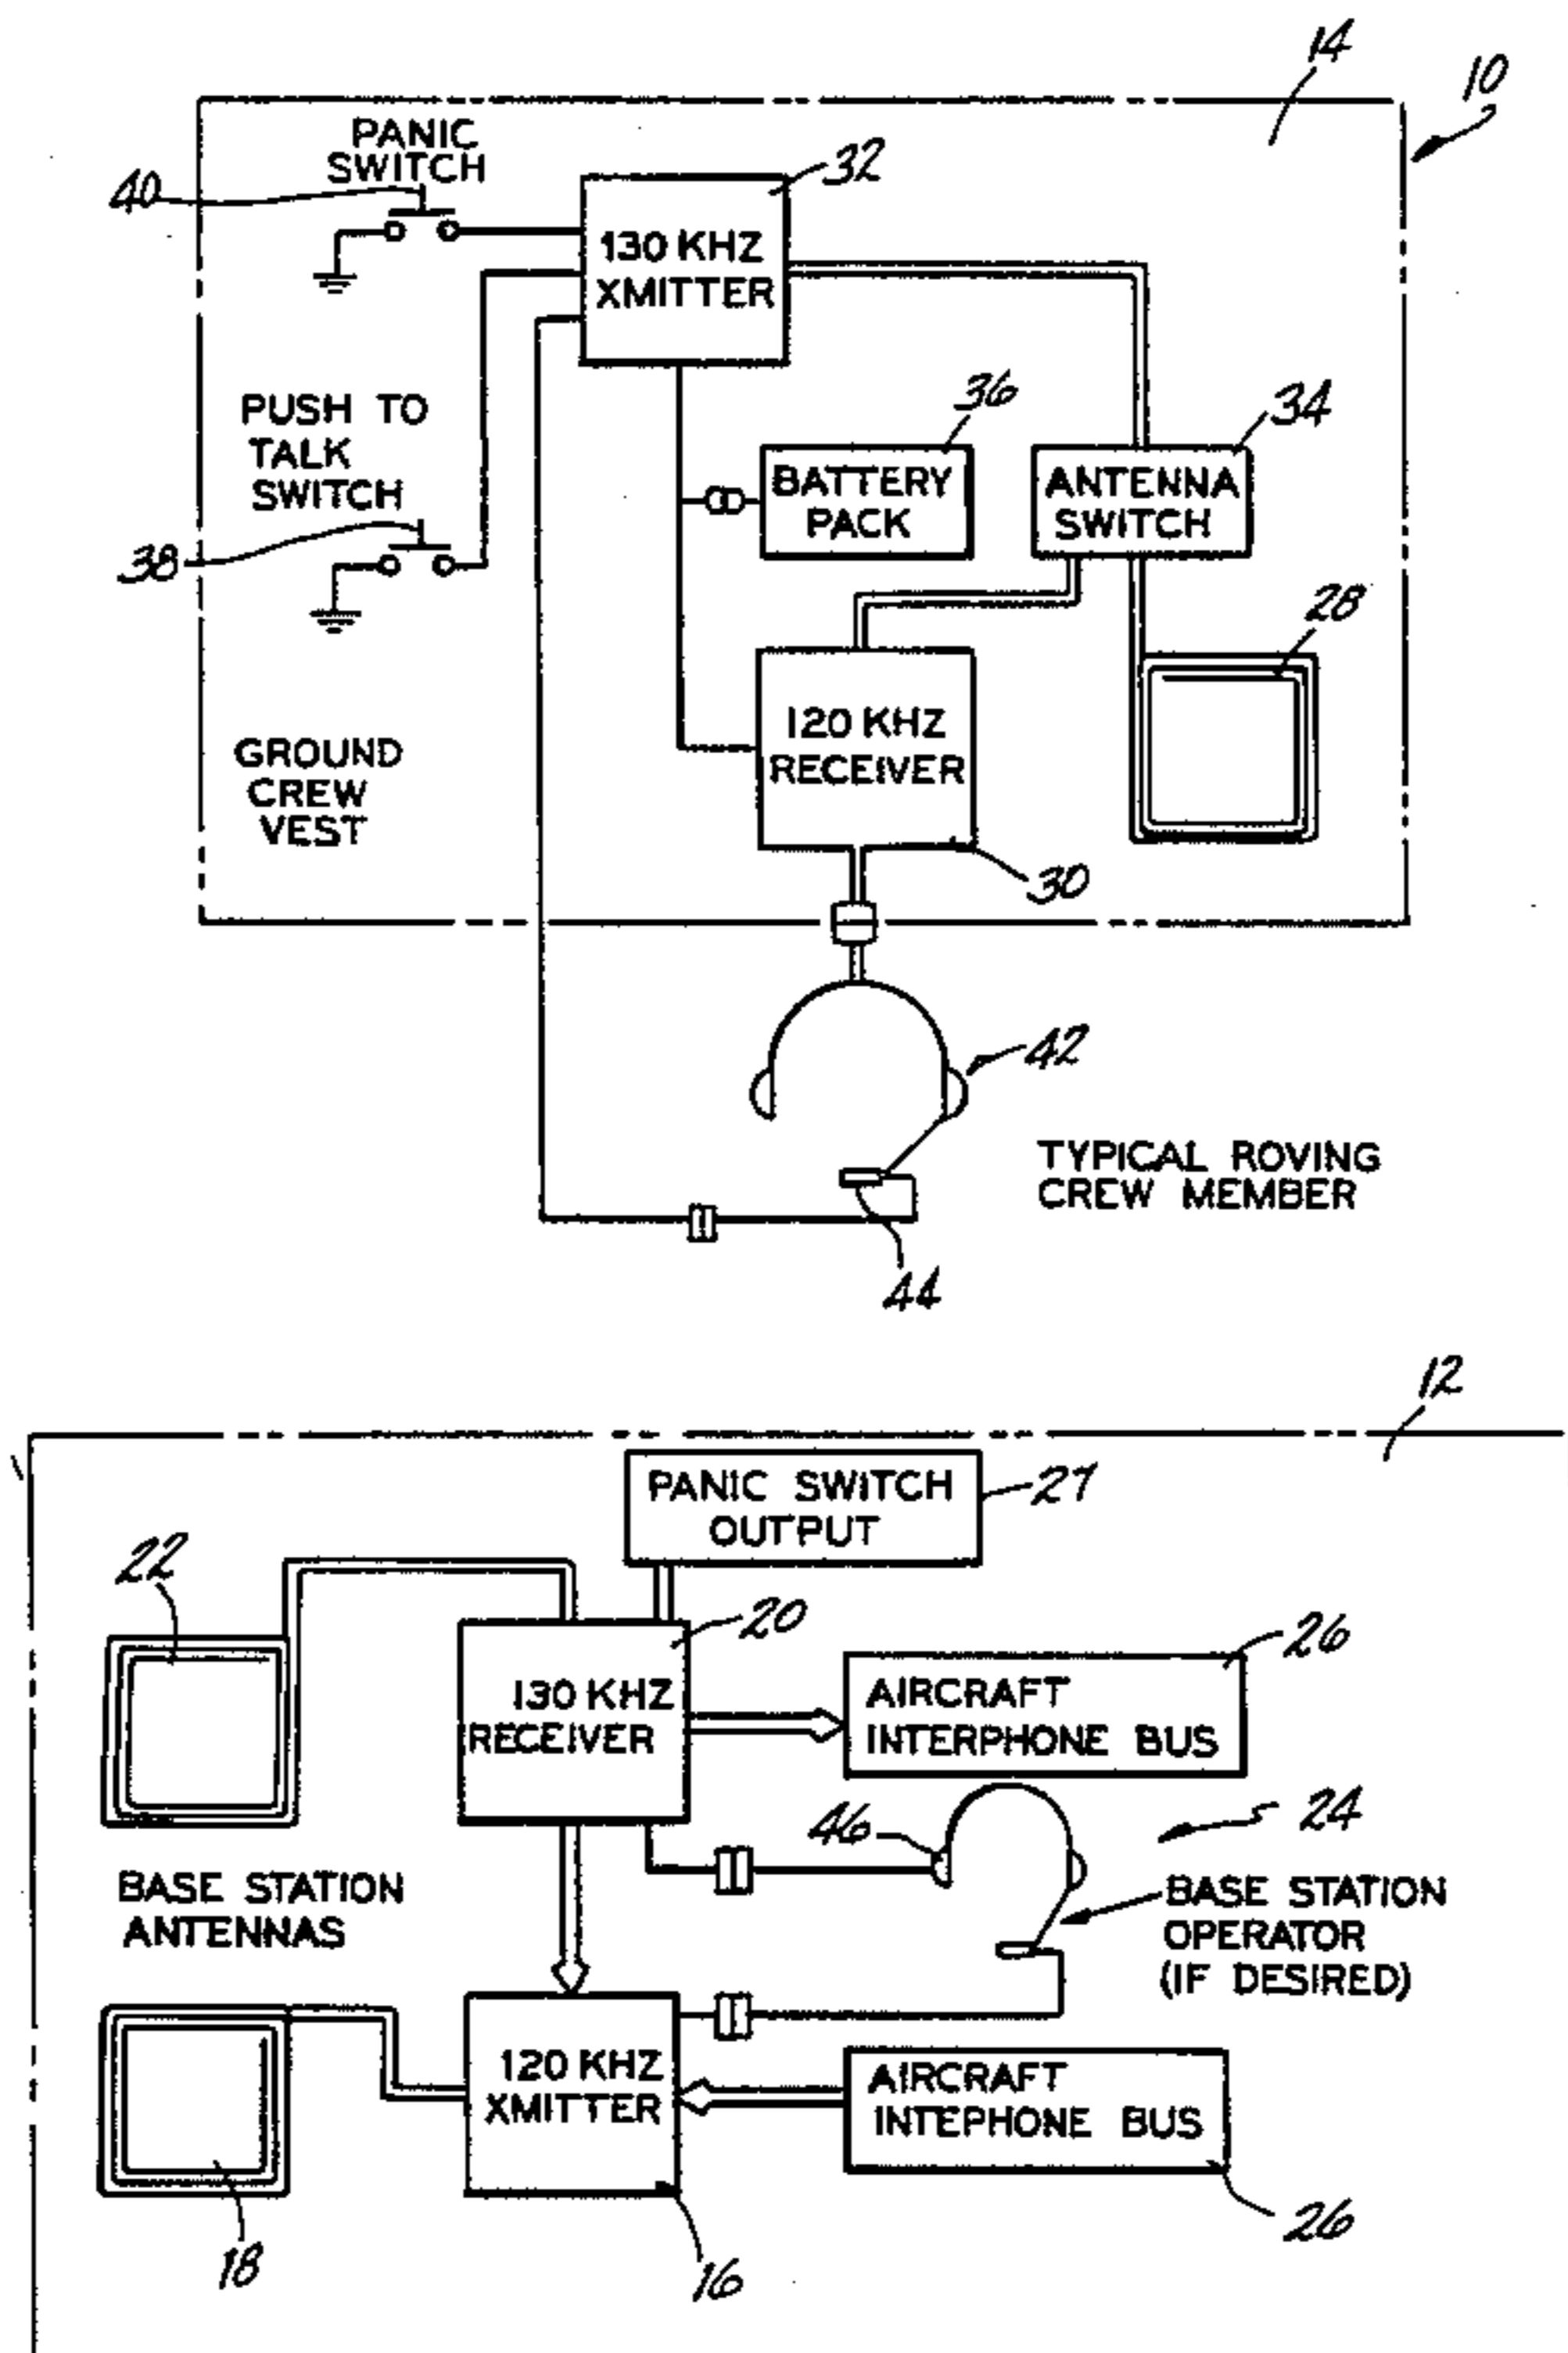 14
10
PANIC
SWITCH
40
32
130 KHZ
XMITTER
PUSH TO
TALK
SWITCH
38
36
BATTERY
PACK
34
ANTENNA
SWITCH
28
120 KHZ
RECEIVER
30
GROUND
CREW
VEST
42
TYPICAL ROVING
CREW MEMBER
44
12
PANIC SWITCH
OUTPUT
27
22
20
130 KHZ
RECEIVER
26
AIRCRAFT
INTERPHONE BUS
46
24
BASE STATION
ANTENNAS
BASE STATION
OPERATOR
(IF DESIRED)
120 KHZ
XMITTER
AIRCRAFT
INTEPHONE BUS
18
16
26